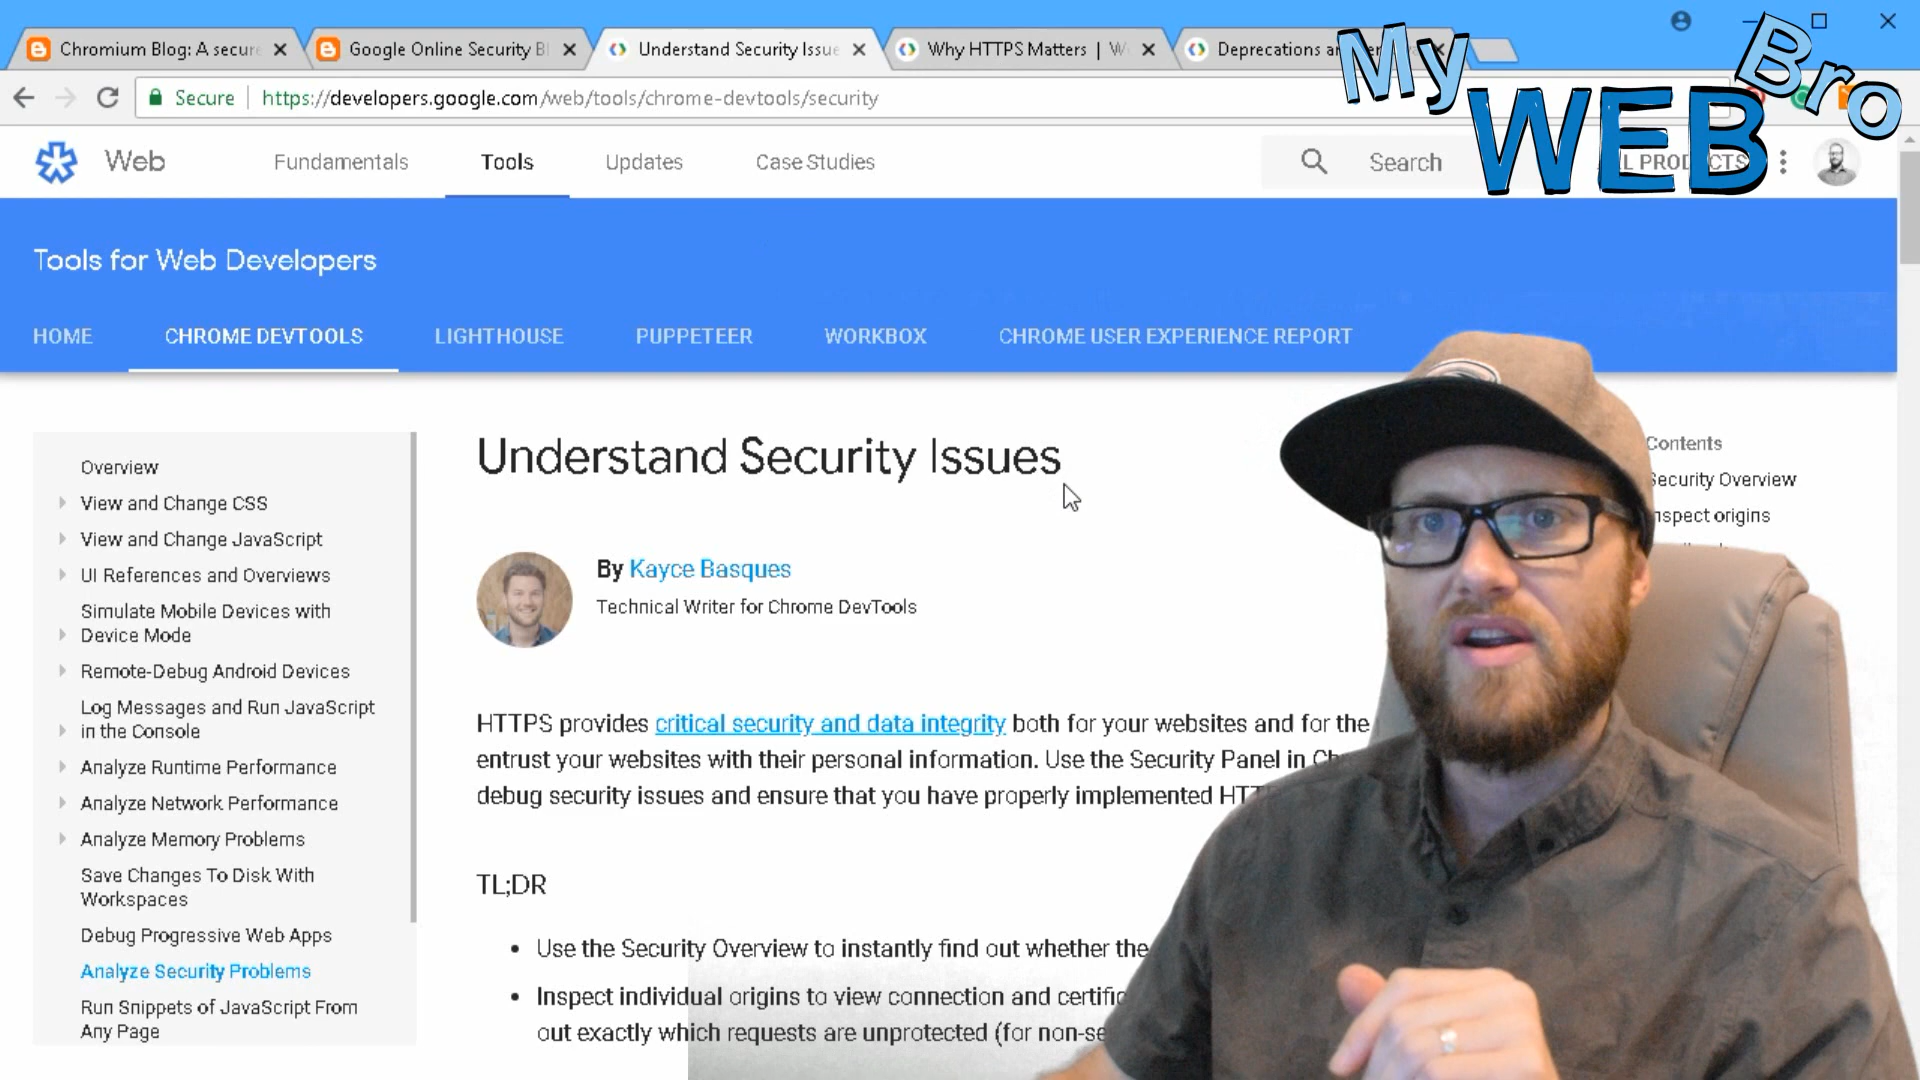 Chromium Blog: A secure
Google Online Security Bl
Understand Security Issue
Why HTTPS Matters | W
Deprecations an
My WEB Bro
Secure
https://developers.google.com/web/tools/chrome-devtools/security
Web
Fundamentals
Tools
Updates
Case Studies
Search
L PRODUCTS
Tools for Web Developers
HOME
CHROME DEVTOOLS
LIGHTHOUSE
PUPPETEER
WORKBOX
CHROME USER EXPERIENCE REPORT
Overview
View and Change CSS
View and Change JavaScript
UI References and Overviews
Simulate Mobile Devices with
Device Mode
Remote-Debug Android Devices
Log Messages and Run JavaScript
in the Console
Analyze Runtime Performance
Analyze Network Performance
Analyze Memory Problems
Save Changes To Disk With
Workspaces
Debug Progressive Web Apps
Analyze Security Problems
Run Snippets of JavaScript From
Any Page
Understand Security Issues
By Kayce Basques
Technical Writer for Chrome DevTools
HTTPS provides critical security and data integrity both for your websites and for the
entrust your websites with their personal information. Use the Security Panel in Ch
debug security issues and ensure that you have properly implemented HTT
TL;DR
• Use the Security Overview to instantly find out whether the
• Inspect individual origins to view connection and certific
out exactly which requests are unprotected (for non-se
Contents
Security Overview
nspect origins